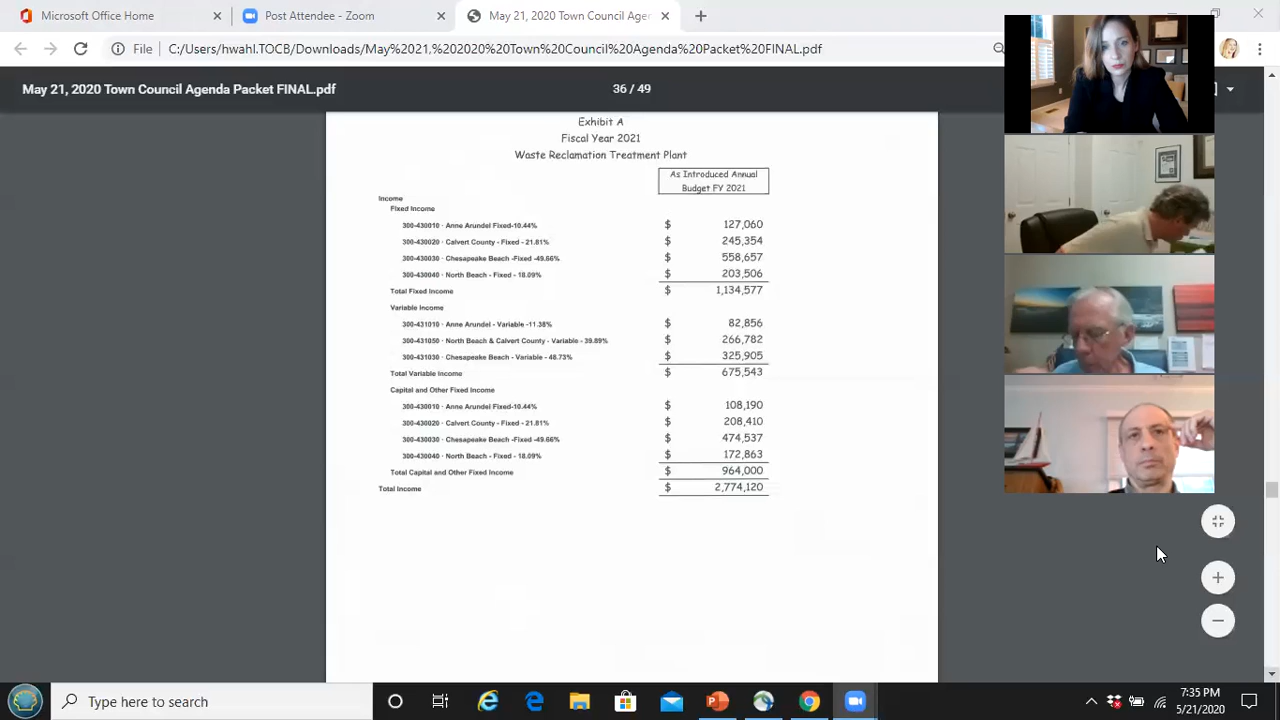 Microsoft Office Home
Post Attendee - Zoom
May 21, 2020 Town Council Agen
File
C:/Users/hwahl.TOCB/Downloads/May%2021,%202020%20Town%20Council%20Agenda%20Packet%20FINAL.pdf
May 21, 2020 Town Council Agenda Packet FINAL.pdf
36 / 49
Exhibit A
Fiscal Year 2021
Waste Reclamation Treatment Plant
As Introduced Annual
Budget FY 2021
Income
Fixed Income
300-430010 · Anne Arundel Fixed-10.44% $ 127,060
300-430020 · Calvert County - Fixed - 21.81% $ 245,354
300-430030 · Chesapeake Beach -Fixed -49.66% $ 558,657
300-430040 · North Beach - Fixed - 18.09% $ 203,506
Total Fixed Income $ 1,134,577
Variable Income
300-431010 · Anne Arundel - Variable -11.38% $ 82,856
300-431050 · North Beach & Calvert County - Variable - 39.89% $ 266,782
300-431030 · Chesapeake Beach - Variable - 48.73% $ 325,905
Total Variable Income $ 675,543
Capital and Other Fixed Income
300-430010 · Anne Arundel Fixed-10.44% $ 108,190
300-430020 · Calvert County - Fixed - 21.81% $ 208,410
300-430030 · Chesapeake Beach -Fixed -49.66% $ 474,537
300-430040 · North Beach - Fixed - 18.09% $ 172,863
Total Capital and Other Fixed Income $ 964,000
Total Income $ 2,774,120
Type here to search
7:35 PM
5/21/2020